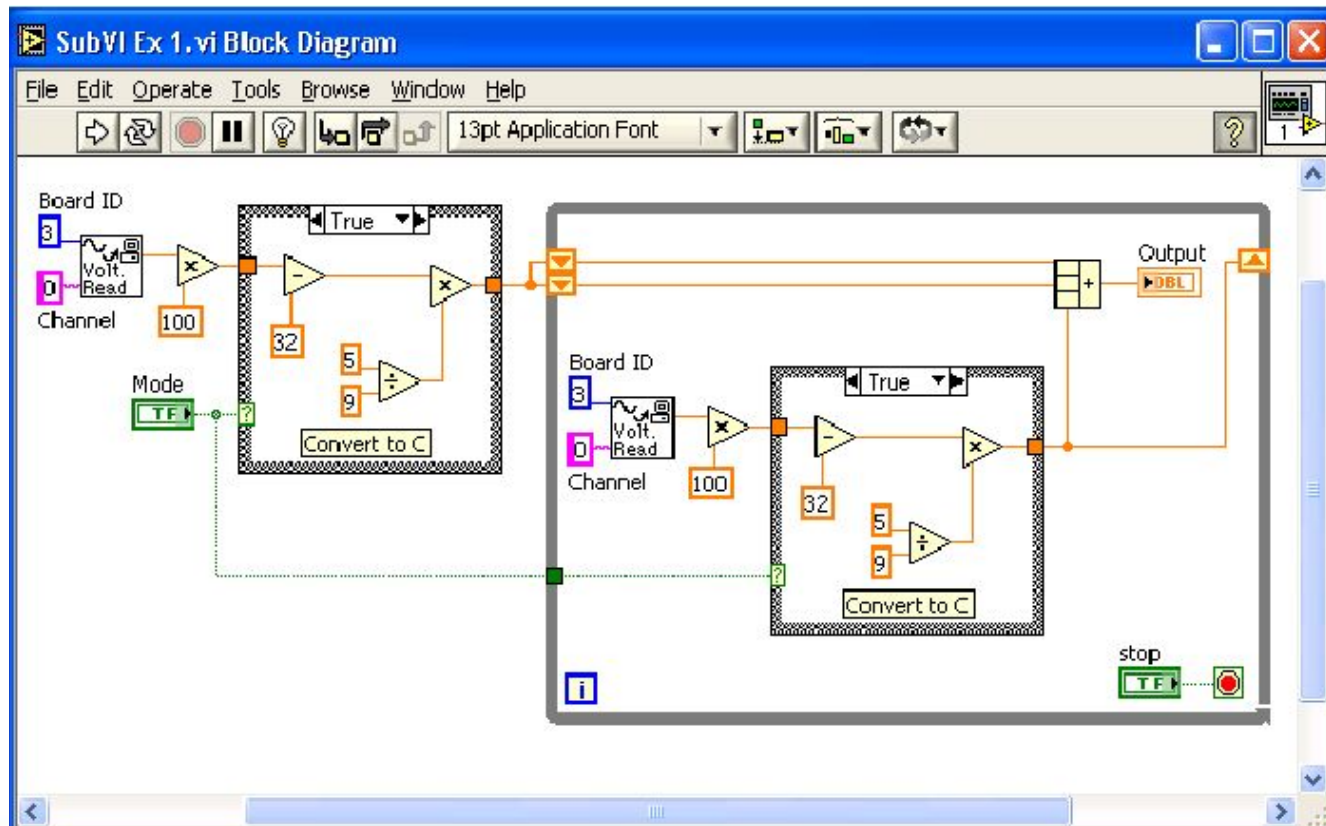 SubVI Ex 1.vi Block Diagram
File Edit Operate Tools Browse Window Help
13pt Application Font
?
1
Board ID
3
Volt.
Read
0
Channel
×
100
True
−
×
32
5
÷
9
Convert to C
Mode
TF
?
Output
DBL
+
Board ID
3
Volt.
Read
0
Channel
×
100
True
−
×
32
5
÷
9
Convert to C
?
i
stop
TF